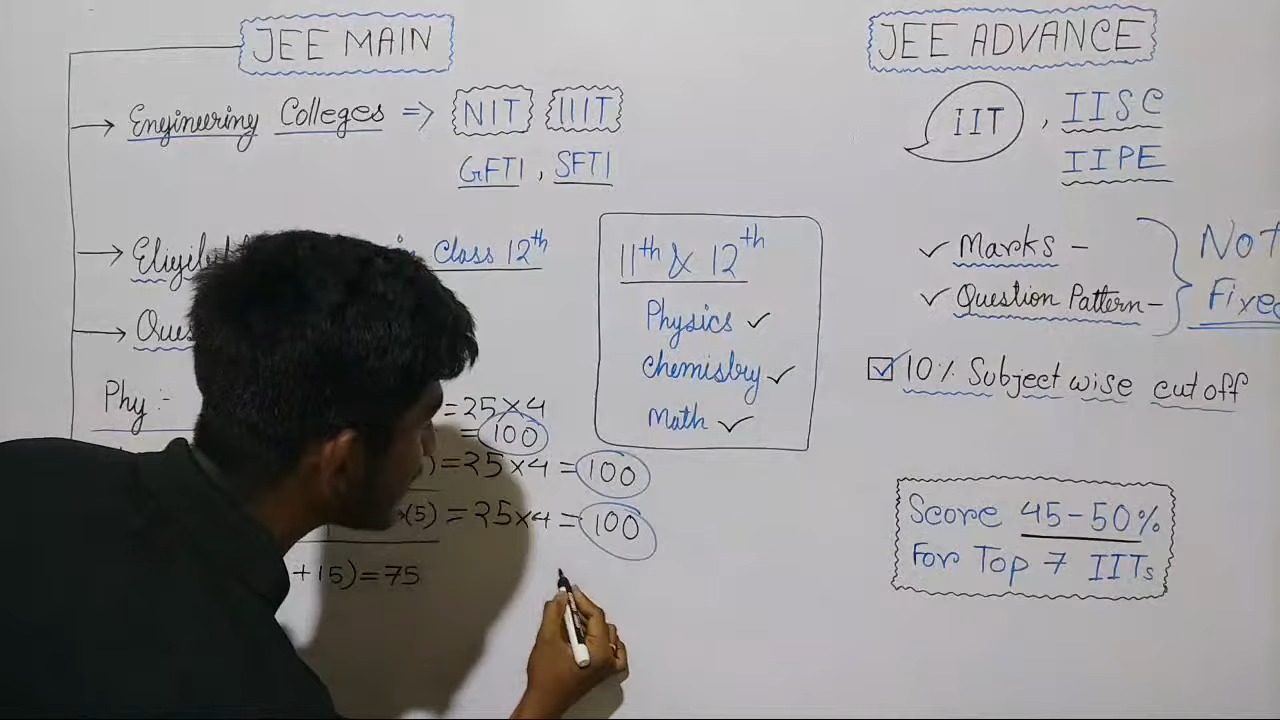 JEE MAIN
Engineering Colleges => NIT IIIT
GFTI, SFTI
Class 12th
Phy :-
=25×4
=100
)=25×4=100
(5)=25×4=100
+15)=75
11th & 12th
Physics ✓
Chemisbry ✓
Math ✓
JEE ADVANCE
IIT, IISC
IIPE
✓ Marks -
✓ Question Pattern-
Not
Fixed
☑ 10% Subject wise cut off
Score 45-50%
For Top 7 IITs